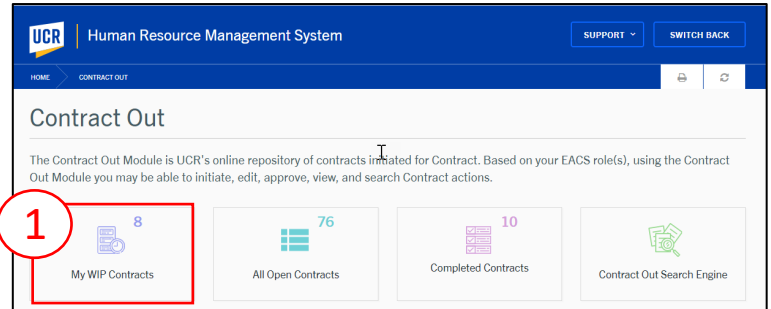 UCR Human Resource Management System
SUPPORT
SWITCH BACK
HOME CONTRACT OUT
Contract Out
The Contract Out Module is UCR's online repository of contracts initiated for Contract. Based on your EACS role(s), using the Contract
Out Module you may be able to initiate, edit, approve, view, and search Contract actions.
1
8
My WIP Contracts
76
All Open Contracts
10
Completed Contracts
Contract Out Search Engine